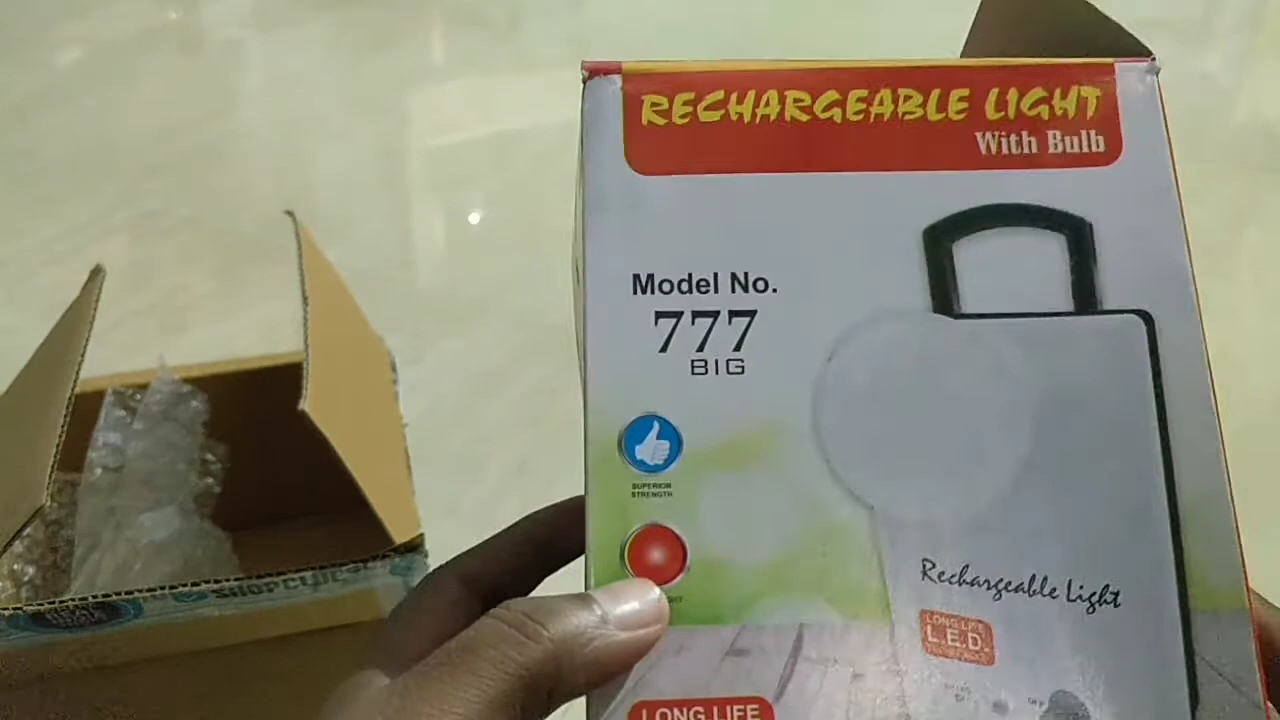 RECHARGEABLE LIGHT
With Bulb
Model No.
777
BIG
SUPERIOR
STRENGTH
Rechargeable Light
LONG LIFE
L.E.D.
LONG LIFE